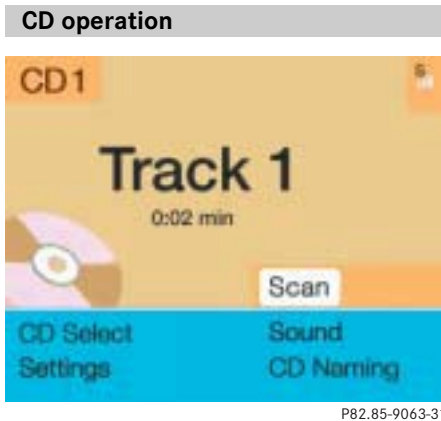 CD operation
CD1
Track 1
0:02 min
Scan
CD Select
Sound
Settings
CD Naming
P82.85-9063-31